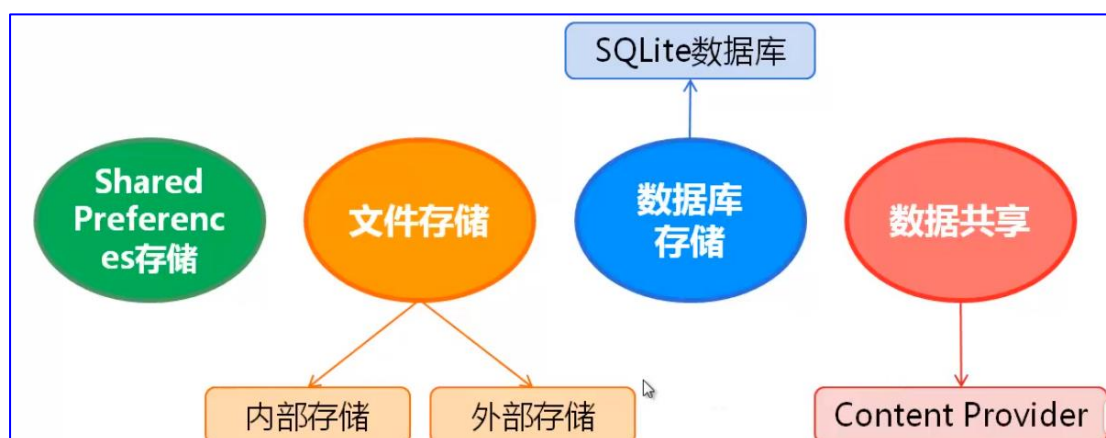 SQLite数据库
Shared
Preferenc
es存储
文件存储
数据库
存储
数据共享
内部存储
外部存储
Content Provider